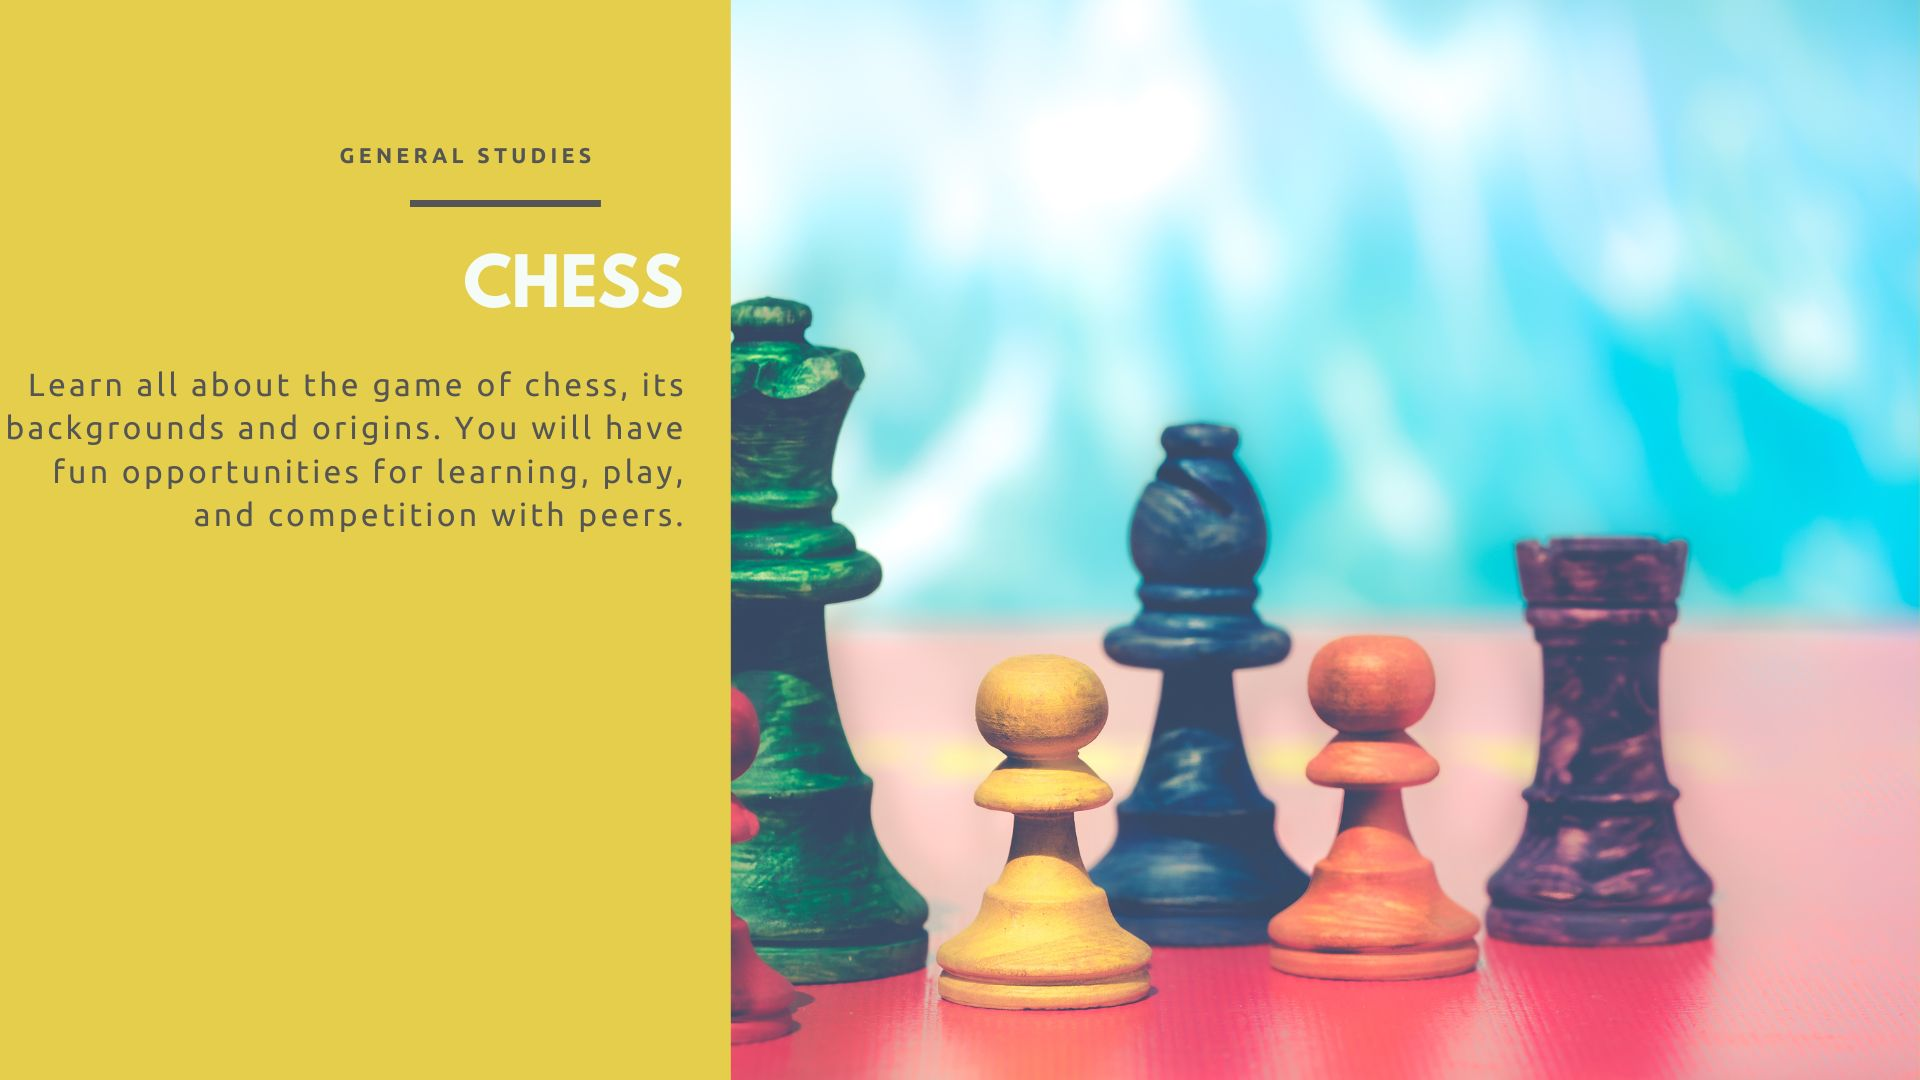 GENERAL STUDIES
CHESS
Learn all about the game of chess, its
backgrounds and origins. You will have
fun opportunities for learning, play,
and competition with peers.